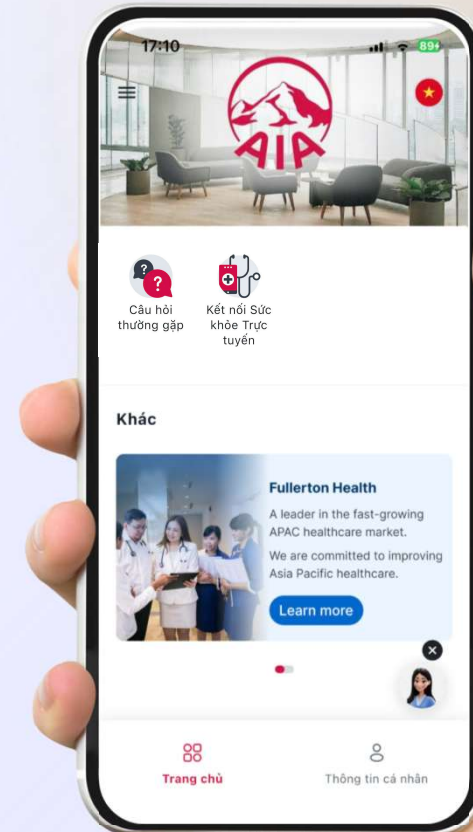 17:10
89
AIA
Câu hỏi
thường gặp
Kết nối Sức
khỏe Trực
tuyến
Khác
Fullerton Health
A leader in the fast-growing
APAC healthcare market.
We are committed to improving
Asia Pacific healthcare.
Learn more
Trang chủ
Thông tin cá nhân